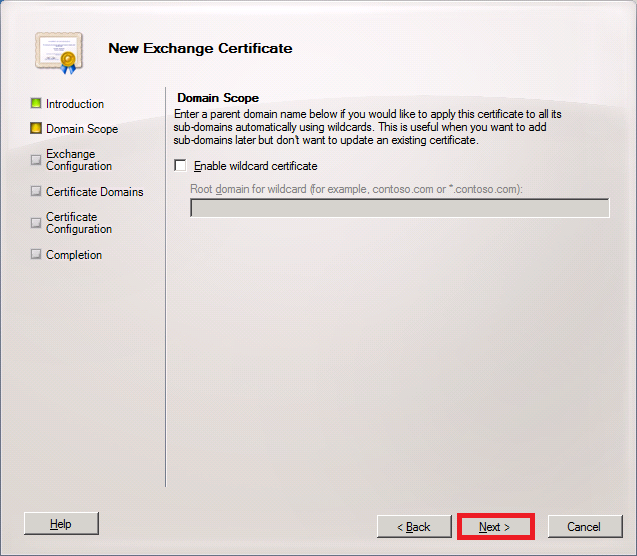 New Exchange Certificate
Introduction
Domain Scope
Exchange
Configuration
Certificate Domains
Certificate
Configuration
Completion
Domain Scope
Enter a parent domain name below if you would like to apply this certificate to all its
sub-domains automatically using wildcards. This is useful when you want to add
sub-domains later but don't want to update an existing certificate.
Enable wildcard certificate
Root domain for wildcard (for example, contoso.com or *.contoso.com):
Help
< Back
Next >
Cancel